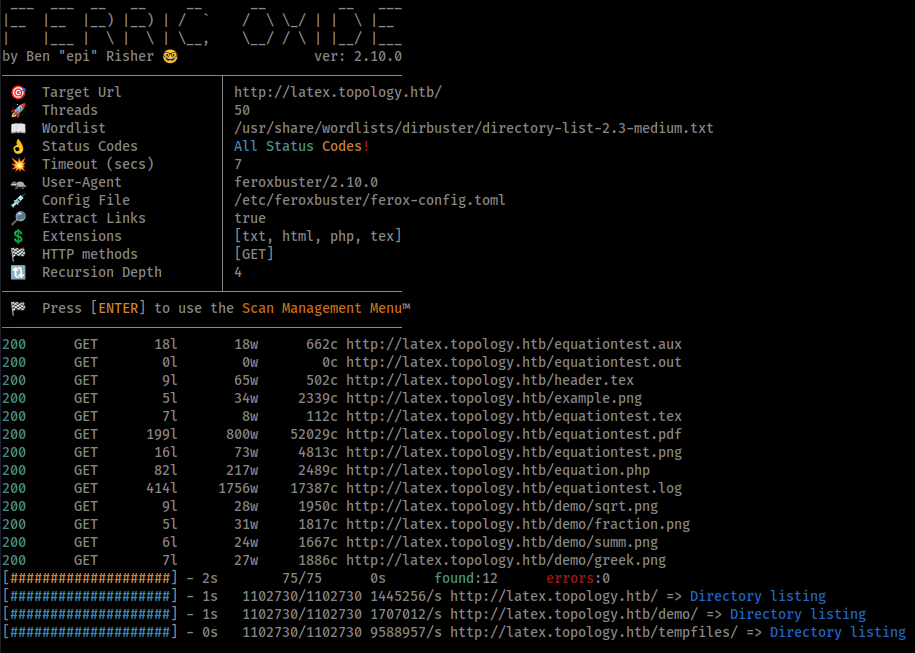 FERRIC OXIDE
by Ben "epi" Risher 🤓 ver: 2.10.0
🎯 Target Url http://latex.topology.htb/
🚀 Threads 50
📖 Wordlist /usr/share/wordlists/dirbuster/directory-list-2.3-medium.txt
👌 Status Codes All Status Codes!
💥 Timeout (secs) 7
🦡 User-Agent feroxbuster/2.10.0
💉 Config File /etc/feroxbuster/ferox-config.toml
🔎 Extract Links true
💲 Extensions [txt, html, php, tex]
🏁 HTTP methods [GET]
🔃 Recursion Depth 4
🏁 Press [ENTER] to use the Scan Management Menu™
200 GET 18l 18w 662c http://latex.topology.htb/equationtest.aux
200 GET 0l 0w 0c http://latex.topology.htb/equationtest.out
200 GET 9l 65w 502c http://latex.topology.htb/header.tex
200 GET 5l 34w 2339c http://latex.topology.htb/example.png
200 GET 7l 8w 112c http://latex.topology.htb/equationtest.tex
200 GET 199l 800w 52029c http://latex.topology.htb/equationtest.pdf
200 GET 16l 73w 4813c http://latex.topology.htb/equationtest.png
200 GET 82l 217w 2489c http://latex.topology.htb/equation.php
200 GET 414l 1756w 17387c http://latex.topology.htb/equationtest.log
200 GET 9l 28w 1950c http://latex.topology.htb/demo/sqrt.png
200 GET 5l 31w 1817c http://latex.topology.htb/demo/fraction.png
200 GET 6l 24w 1667c http://latex.topology.htb/demo/summ.png
200 GET 7l 27w 1886c http://latex.topology.htb/demo/greek.png
[####################] - 2s 75/75 0s found:12 errors:0
[####################] - 1s 1102730/1102730 1445256/s http://latex.topology.htb/ => Directory listing
[####################] - 1s 1102730/1102730 1707012/s http://latex.topology.htb/demo/ => Directory listing
[####################] - 0s 1102730/1102730 9588957/s http://latex.topology.htb/tempfiles/ => Directory listing